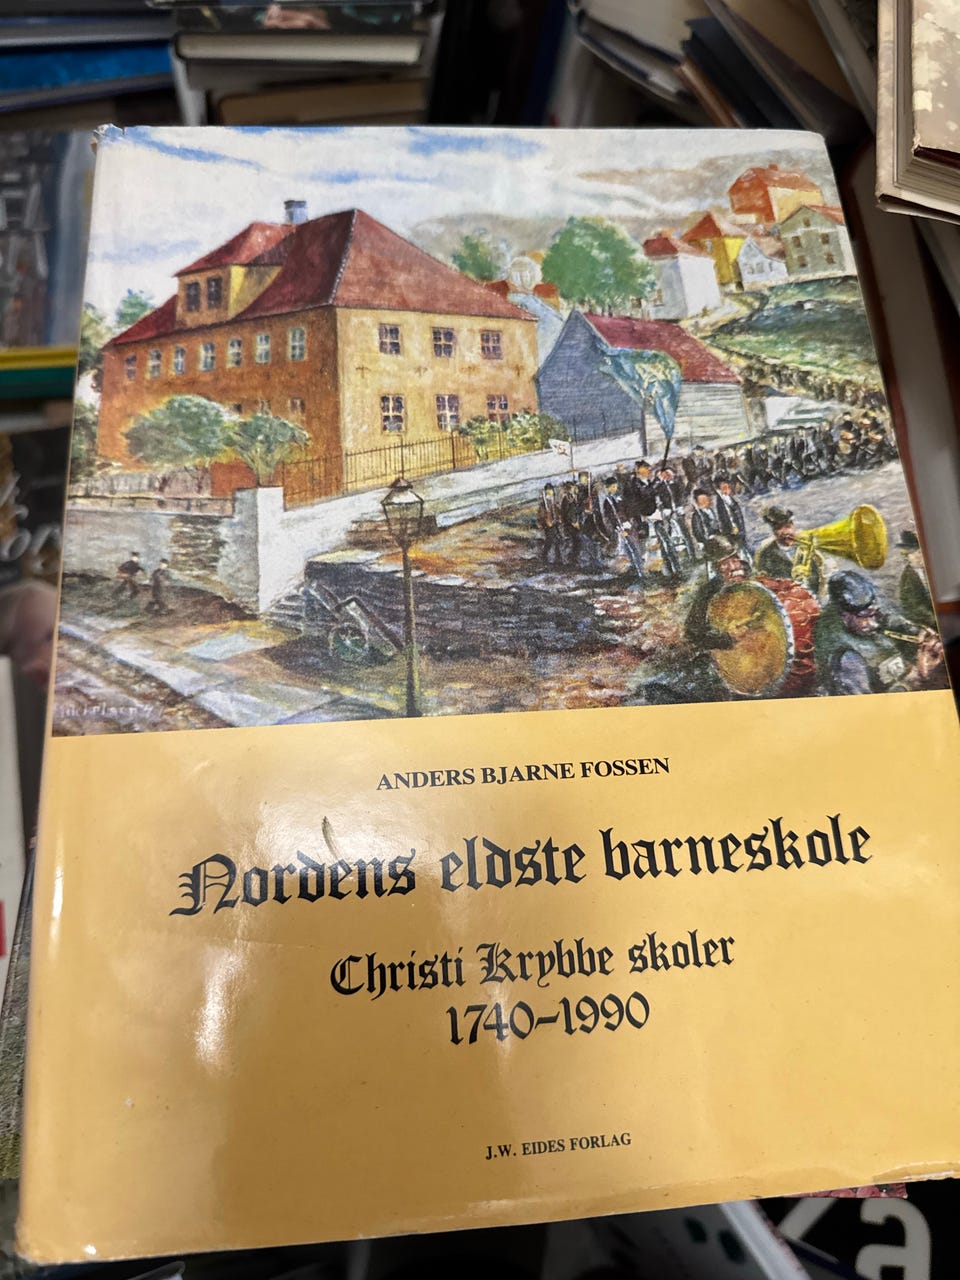 ANDERS BJARNE FOSSEN
Nordens eldste barneskole
Christi Krybbe skoler
1740–1990
J.W. EIDES FORLAG
a